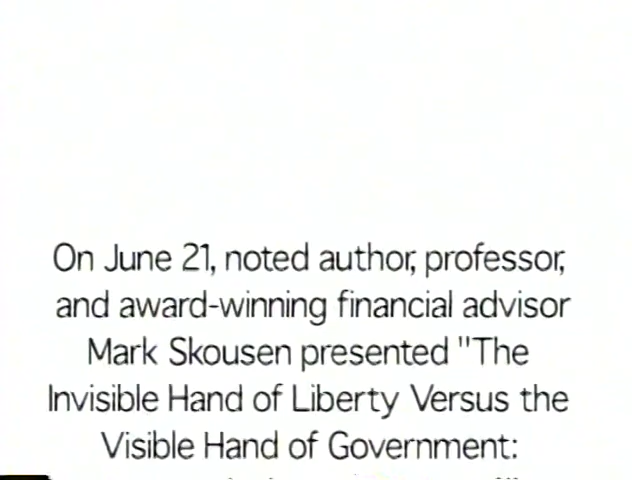 On June 21, noted author, professor,
and award-winning financial advisor
Mark Skousen presented "The
Invisible Hand of Liberty Versus the
Visible Hand of Government: